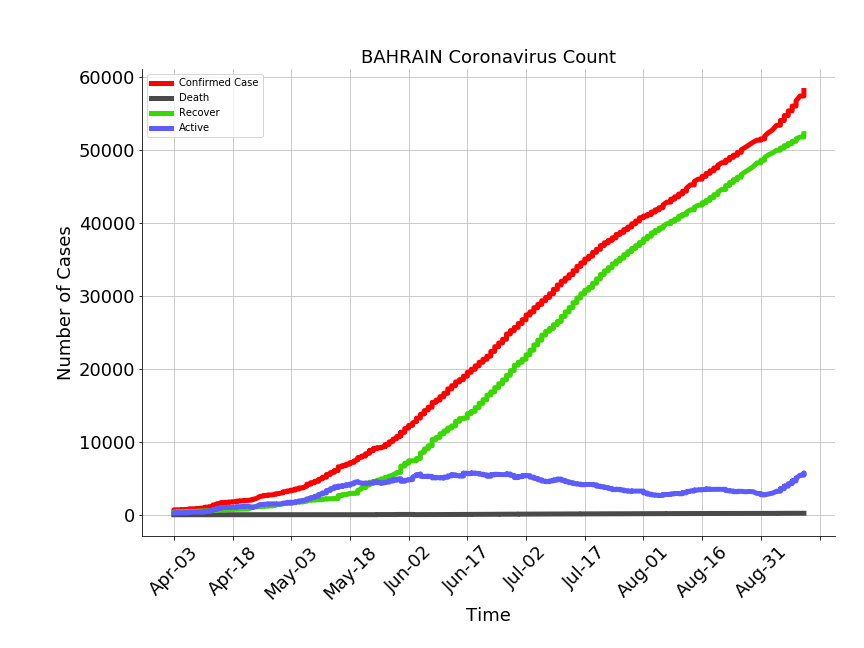 BAHRAIN Coronavirus Count
Confirmed Case
Death
Recover
Active
60000
50000
40000
30000
20000
10000
0
Number of Cases
Apr-03
Apr-18
May-03
May-18
Jun-02
Jun-17
Jul-02
Jul-17
Aug-01
Aug-16
Aug-31
Time